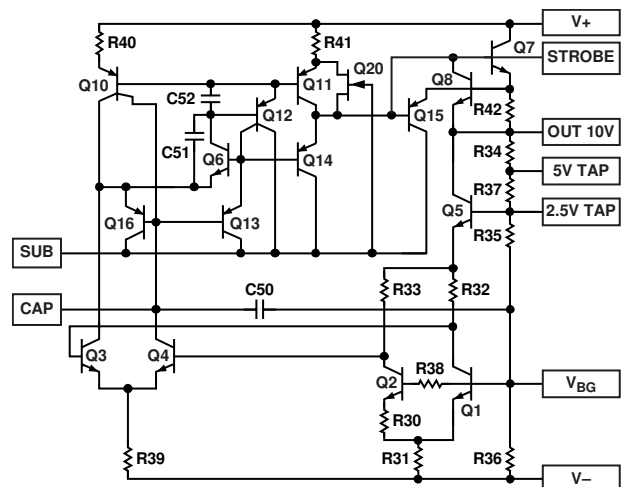 V+
R40
R41
Q7
STROBE
Q20
Q10
Q11
Q8
C52
Q12
Q15
R42
OUT 10V
C51
R34
Q6
Q14
5V TAP
R37
Q5
2.5V TAP
Q16
Q13
R35
SUB
C50
R33
R32
CAP
Q3
Q4
R38
Q2
VBG
Q1
R30
R39
R31
R36
V–